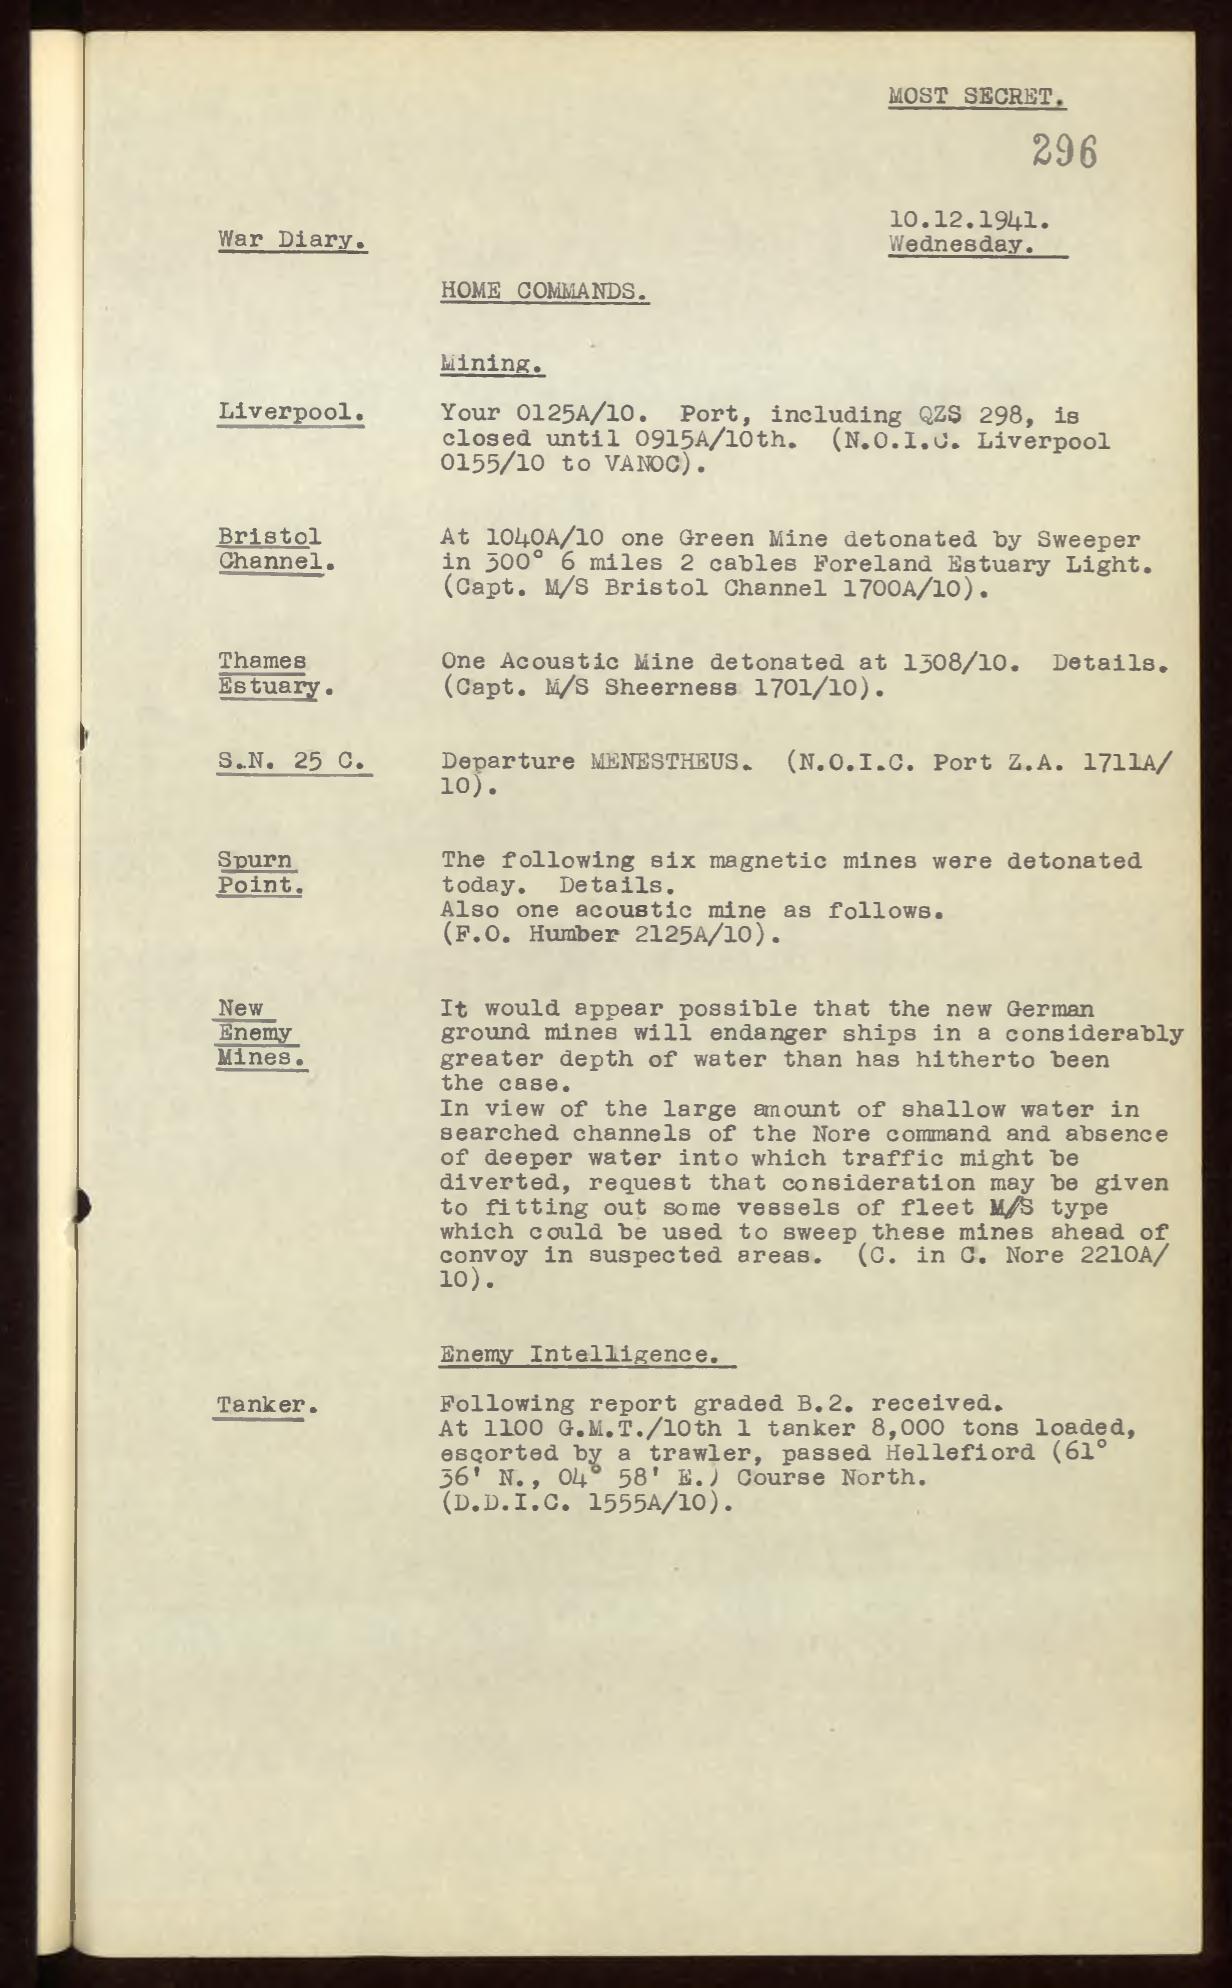 MOST SECRET.
296
10.12.1941.
War Diary.
Wednesday.
HOME COMMANDS.
Mining.
Liverpool. Your 0125A/10. Port, including QZS 298, is
closed until 0915A/10th. (N.O.I.C. Liverpool
0155/10 to VANOC).
Bristol At 1040A/10 one Green Mine detonated by Sweeper
Channel. in 300° 6 miles 2 cables Foreland Estuary Light.
(Capt. M/S Bristol Channel 1700A/10).
Thames One Acoustic Mine detonated at 1308/10. Details.
Estuary. (Capt. M/S Sheerness 1701/10).
S.N. 25 C. Departure MENESTHEUS. (N.O.I.C. Port Z.A. 1711A/
10).
Spurn The following six magnetic mines were detonated
Point. today. Details.
Also one acoustic mine as follows.
(F.O. Humber 2125A/10).
New It would appear possible that the new German
Enemy ground mines will endanger ships in a considerably
Mines. greater depth of water than has hitherto been
the case.
In view of the large amount of shallow water in
searched channels of the Nore command and absence
of deeper water into which traffic might be
diverted, request that consideration may be given
to fitting out some vessels of fleet M/S type
which could be used to sweep these mines ahead of
convoy in suspected areas. (C. in C. Nore 2210A/
10).
Enemy Intelligence.
Tanker. Following report graded B.2. received.
At 1100 G.M.T./10th 1 tanker 8,000 tons loaded,
escorted by a trawler, passed Hellefiord (61°
36' N., 04° 58' E.) Course North.
(D.D.I.C. 1555A/10).